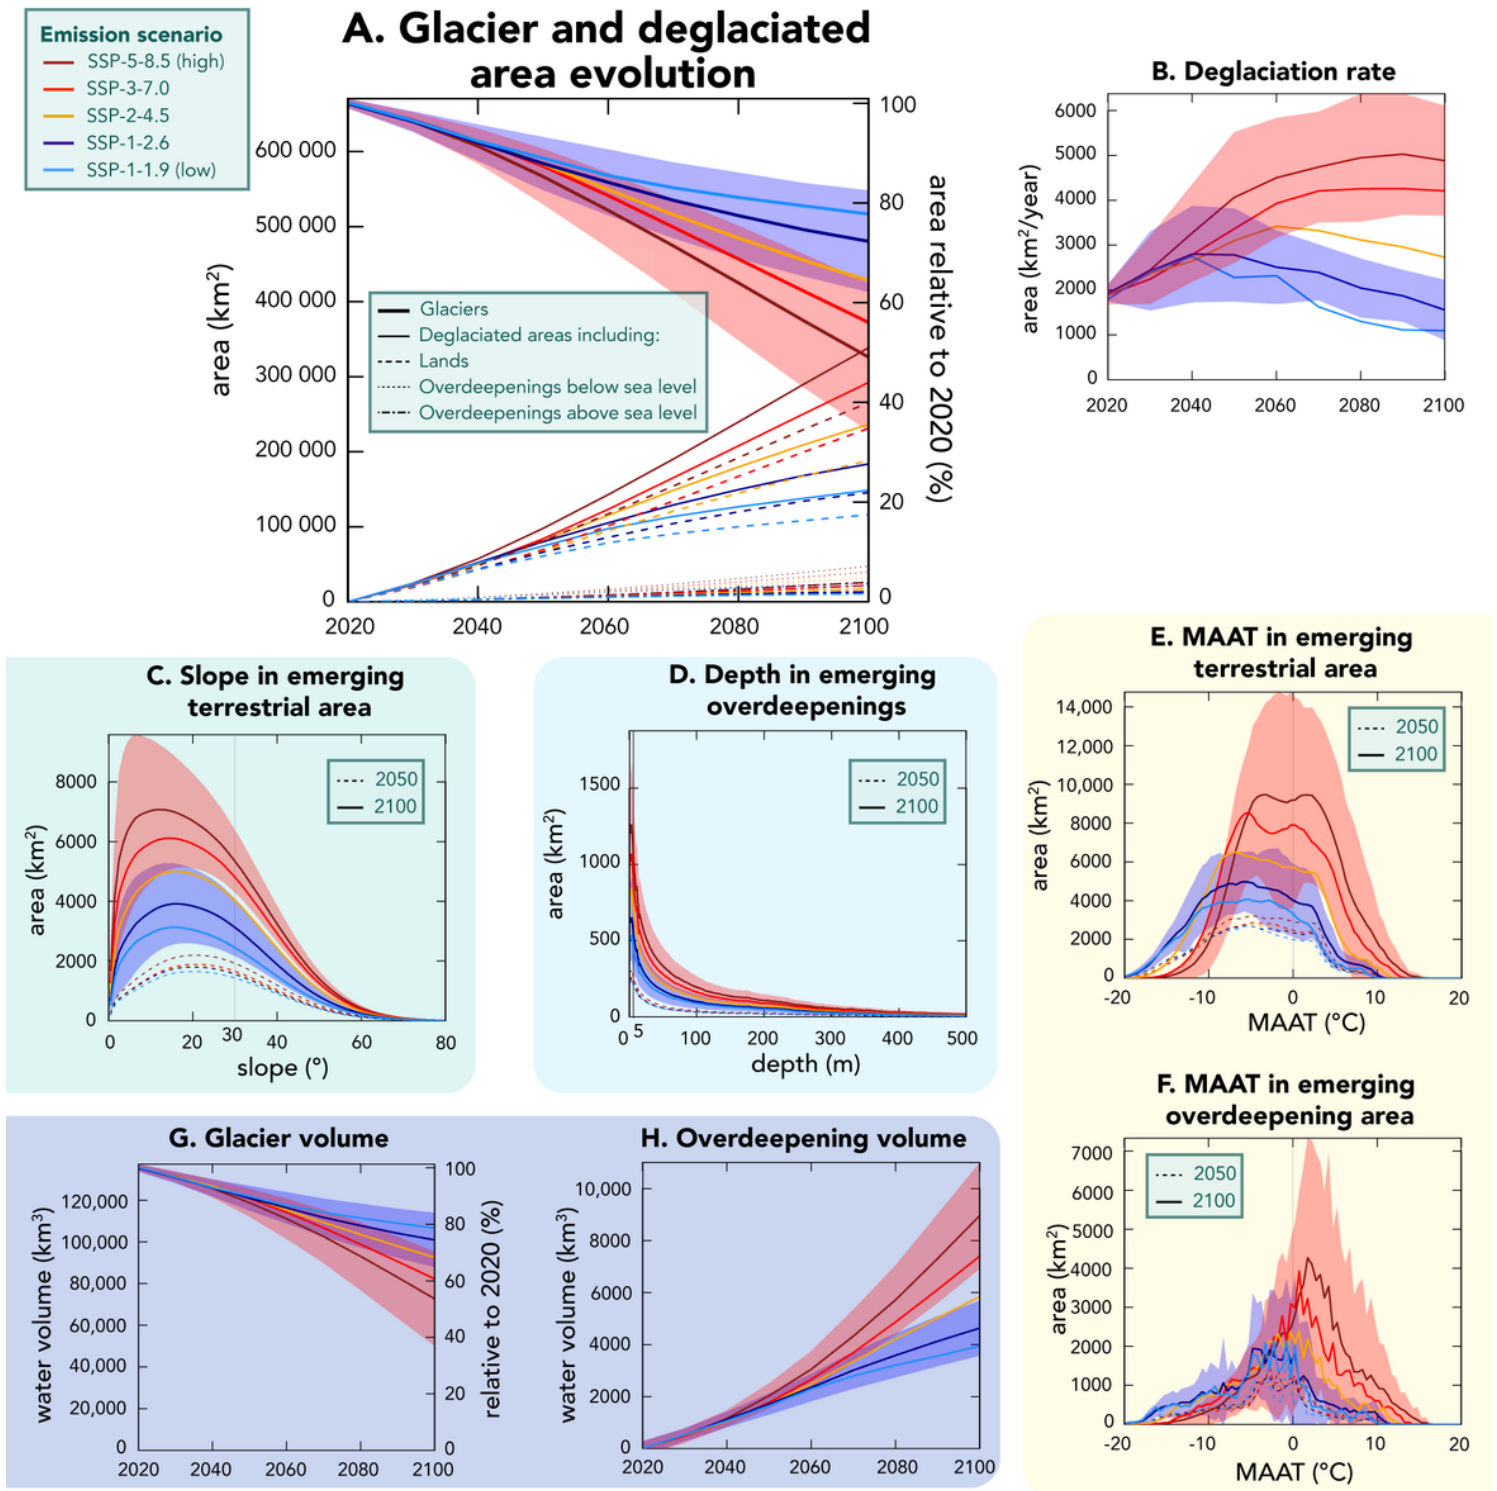 Emission scenario
SSP-5-8.5 (high)
SSP-3-7.0
SSP-2-4.5
SSP-1-2.6
SSP-1-1.9 (low)
A. Glacier and deglaciated
area evolution
600 000
500 000
400 000
300 000
200 000
100 000
0
area (km²)
100
80
60
40
20
0
area relative to 2020 (%)
Glaciers
Deglaciated areas including:
Lands
Overdeepenings below sea level
Overdeepenings above sea level
2020 2040 2060 2080 2100
B. Deglaciation rate
6000
5000
4000
3000
2000
1000
0
area (km²/year)
2020 2040 2060 2080 2100
C. Slope in emerging
terrestrial area
2050
2100
8000
6000
4000
2000
0
area (km²)
0 20 30 40 60 80
slope (°)
D. Depth in emerging
overdeepenings
2050
2100
1500
1000
500
0
area (km²)
0 5 100 200 300 400 500
depth (m)
E. MAAT in emerging
terrestrial area
2050
2100
14,000
12,000
10,000
8000
6000
4000
2000
0
area (km²)
-20 -10 0 10 20
MAAT (°C)
F. MAAT in emerging
overdeepening area
2050
2100
7000
6000
5000
4000
3000
2000
1000
0
area (km²)
-20 -10 0 10 20
MAAT (°C)
G. Glacier volume
120,000
100,000
80,000
60,000
40,000
20,000
0
water volume (km³)
100
80
60
40
20
0
relative to 2020 (%)
2020 2040 2060 2080 2100
H. Overdeepening volume
10,000
8000
6000
4000
2000
0
water volume (km³)
2020 2040 2060 2080 2100